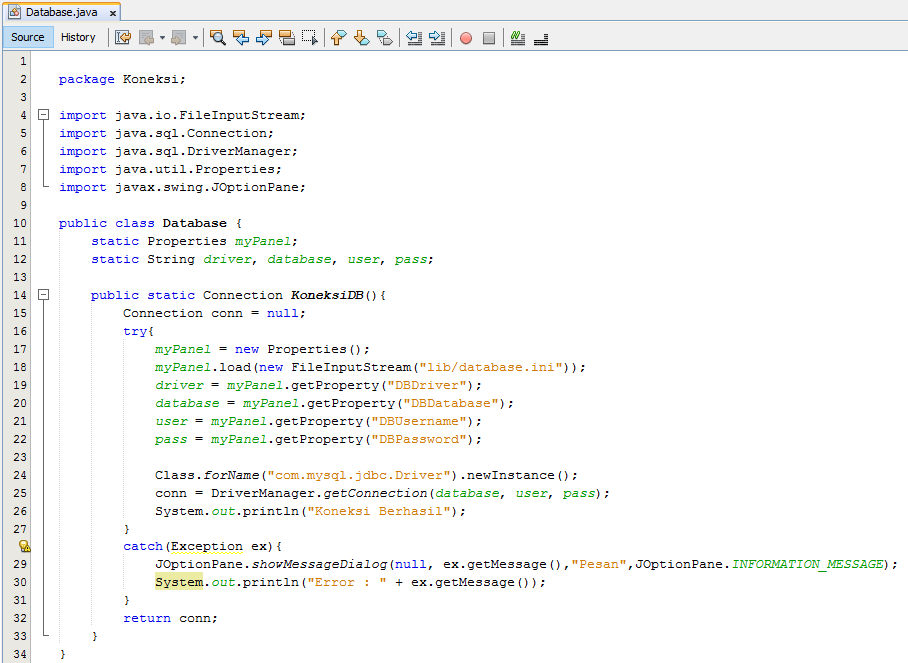 Database.java x
Source History
1
2 package Koneksi;
3
4 import java.io.FileInputStream;
5 import java.sql.Connection;
6 import java.sql.DriverManager;
7 import java.util.Properties;
8 import javax.swing.JOptionPane;
9
10 public class Database {
11 static Properties myPanel;
12 static String driver, database, user, pass;
13
14 public static Connection KoneksiDB(){
15 Connection conn = null;
16 try{
17 myPanel = new Properties();
18 myPanel.load(new FileInputStream("lib/database.ini"));
19 driver = myPanel.getProperty("DBDriver");
20 database = myPanel.getProperty("DBDatabase");
21 user = myPanel.getProperty("DBUsername");
22 pass = myPanel.getProperty("DBPassword");
23
24 Class.forName("com.mysql.jdbc.Driver").newInstance();
25 conn = DriverManager.getConnection(database, user, pass);
26 System.out.println("Koneksi Berhasil");
27 }
catch(Exception ex){
29 JOptionPane.showMessageDialog(null, ex.getMessage(),"Pesan",JOptionPane.INFORMATION_MESSAGE);
30 System.out.println("Error : " + ex.getMessage());
31 }
32 return conn;
33 }
34 }